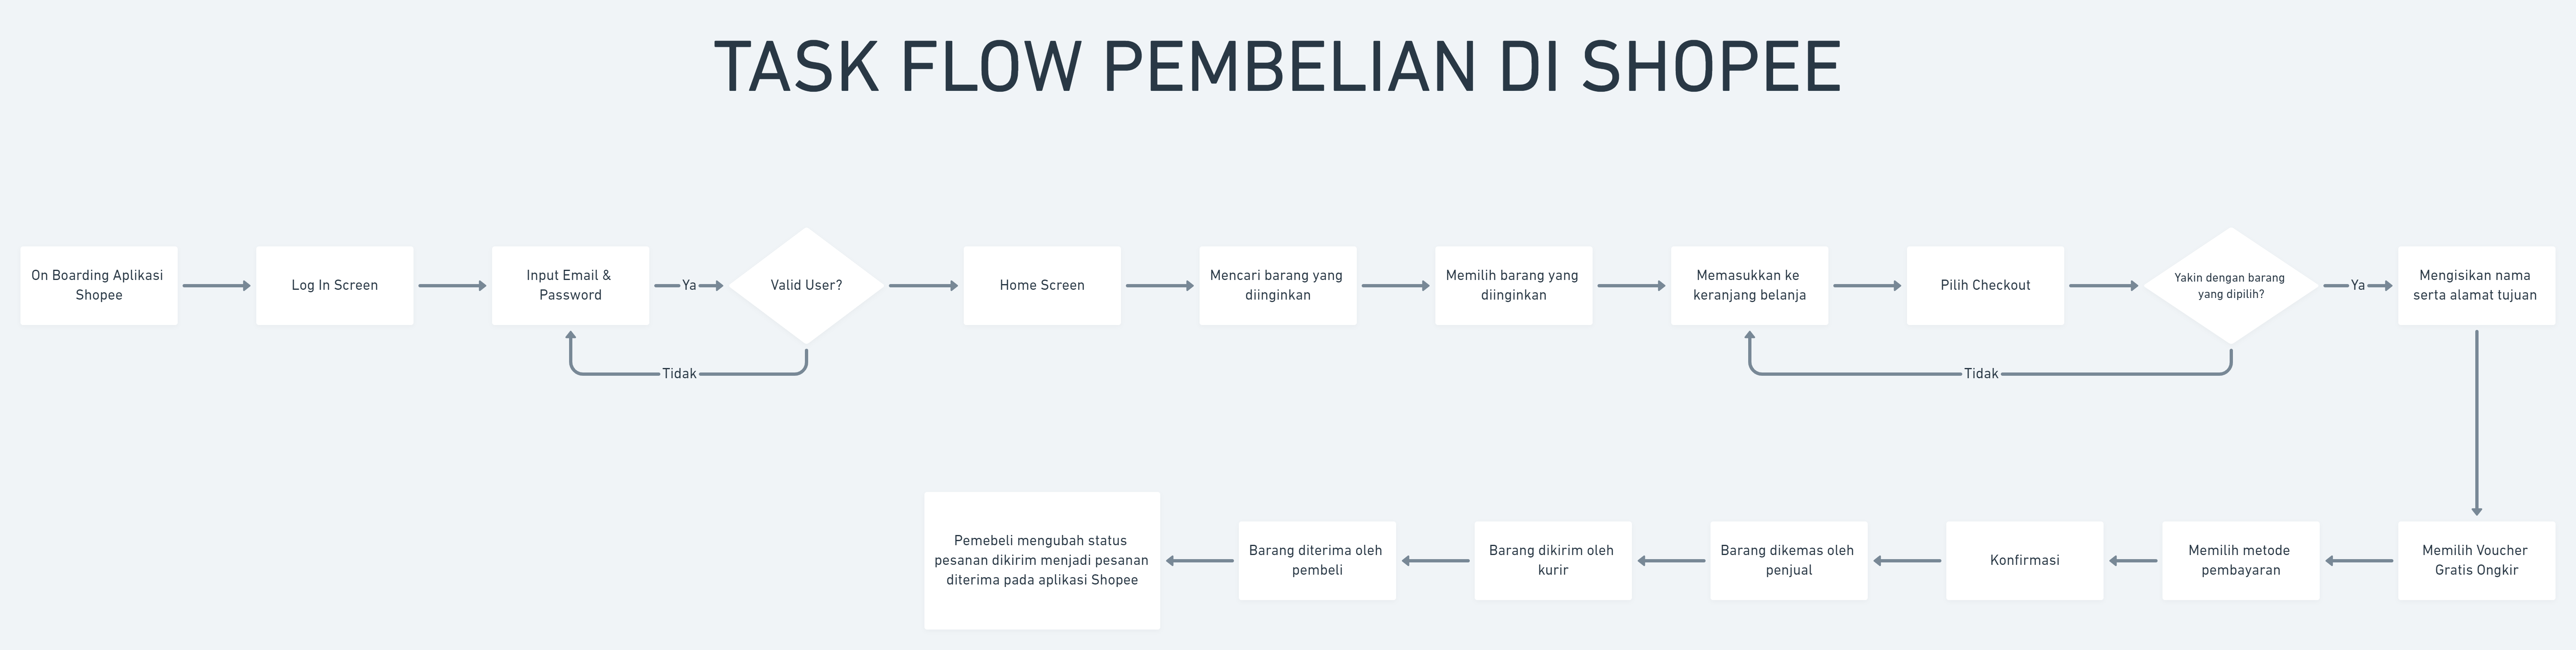 TASK FLOW PEMBELIAN DI SHOPEE
On Boarding Aplikasi
Shopee
Log In Screen
Input Email &
Password
Ya
Valid User?
Tidak
Home Screen
Mencari barang yang
diinginkan
Memilih barang yang
diinginkan
Memasukkan ke
keranjang belanja
Pilih Checkout
Yakin dengan barang
yang dipilih?
Tidak
Ya
Mengisikan nama
serta alamat tujuan
Memilih Voucher
Gratis Ongkir
Memilih metode
pembayaran
Konfirmasi
Barang dikemas oleh
penjual
Barang dikirim oleh
kurir
Barang diterima oleh
pembeli
Pemebeli mengubah status
pesanan dikirim menjadi pesanan
diterima pada aplikasi Shopee